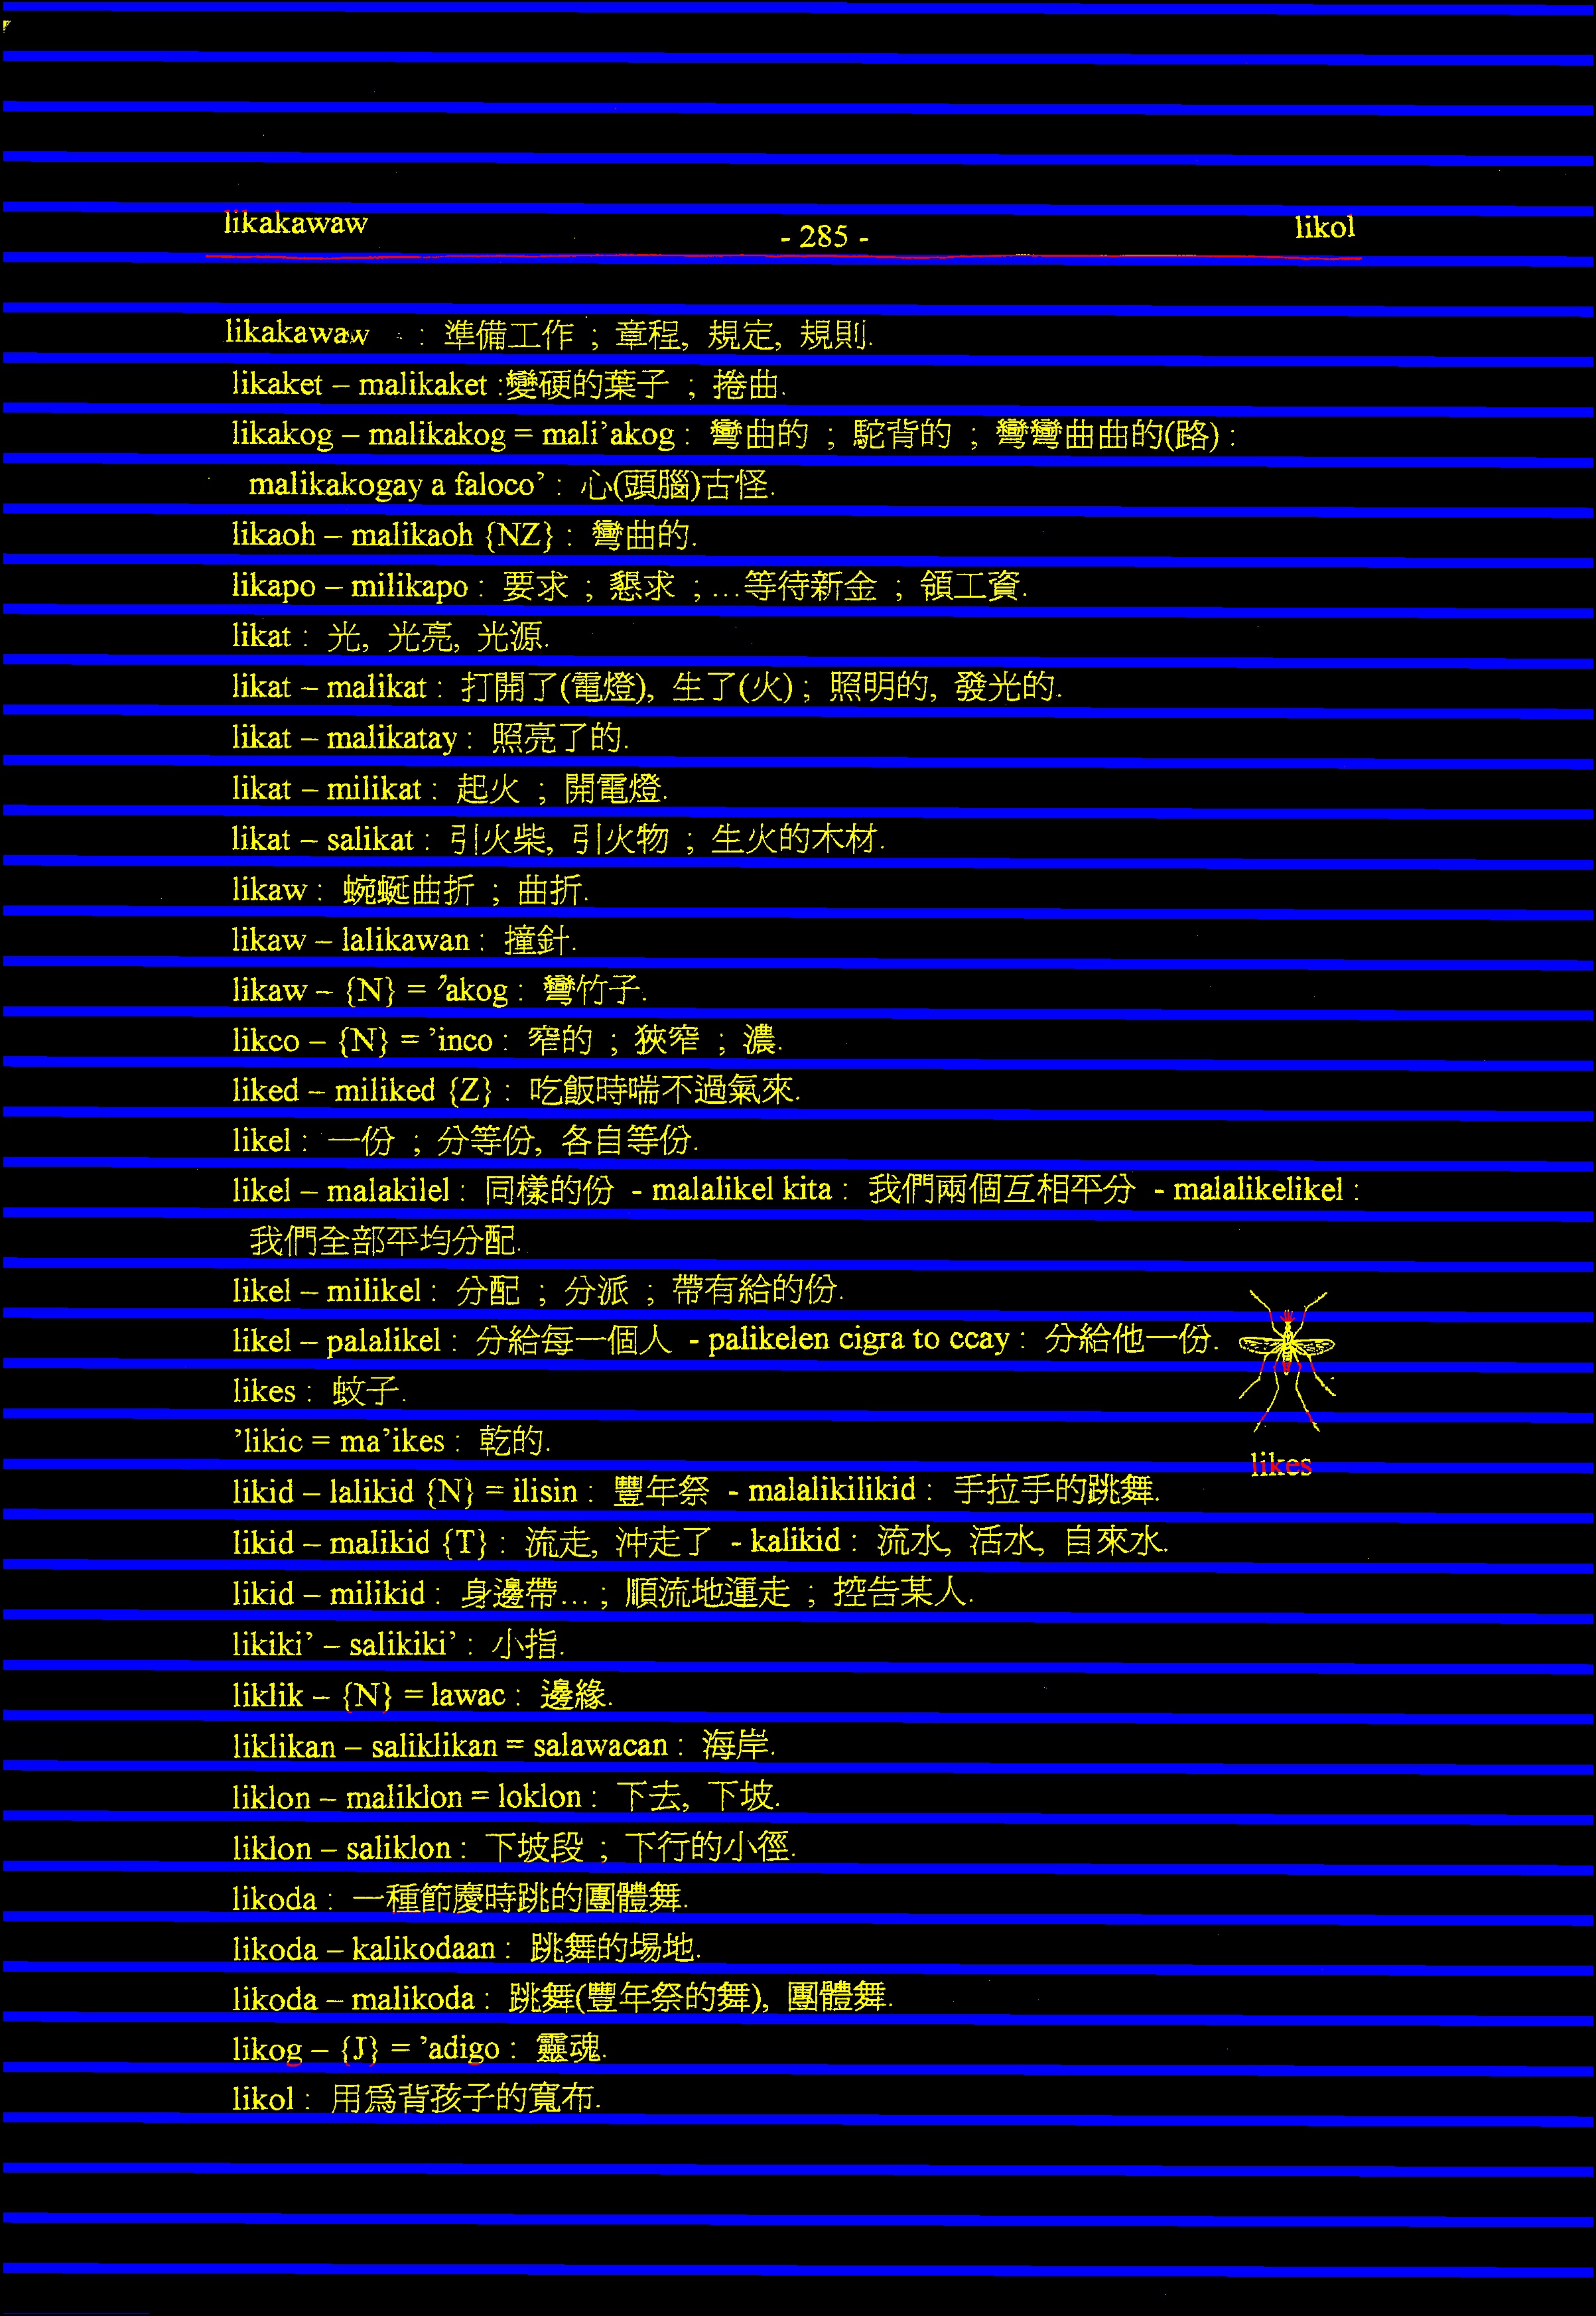 likakawaw - 285 - likol
likakawaw : 準備工作 ; 章程, 規定, 規則.
likaket – malikaket :變硬的葉子 ; 捲曲.
likakog – malikakog = mali’akog : 彎曲的 ; 駝背的 ; 彎彎曲曲的(路) :
malikakogay a faloco’ : 心(頭腦)古怪.
likaoh – malikaoh {NZ} : 彎曲的.
likapo – milikapo : 要求 ; 懇求 ; ...等待新金 ; 領工資.
likat : 光, 光亮, 光源.
likat – malikat : 打開了(電燈), 生了(火) ; 照明的, 發光的.
likat – malikatay : 照亮了的.
likat – milikat : 起火 ; 開電燈.
likat – salikat : 引火柴, 引火物 ; 生火的木材.
likaw : 蜿蜒曲折 ; 曲折.
likaw – lalikawan : 撞針.
likaw – {N} = ’akog : 彎竹子.
likco – {N} = ’inco : 窄的 ; 狹窄 ; 濃.
liked – miliked {Z} : 吃飯時喘不過氣來.
likel : 一份 ; 分等份, 各自等份.
likel – malakilel : 同樣的份 - malalikel kita : 我們兩個互相平分 - malalikelikel :
我們全部平均分配.
likel – milikel : 分配 ; 分派 ; 帶有給的份.
likel – palalikel : 分給每一個人 - palikelen cigra to ccay : 分給他一份.
likes : 蚊子.
’likic = ma’ikes : 乾的.
likes
likid – lalikid {N} = ilisin : 豐年祭 - malalikilikid : 手拉手的跳舞.
likid – malikid {T} : 流走, 沖走了 - kalikid : 流水, 活水, 自來水.
likid – milikid : 身邊帶... ; 順流地運走 ; 控告某人.
likiki’ – salikiki’ : 小指.
liklik – {N} = lawac : 邊緣.
liklikan – saliklikan = salawacan : 海岸.
liklon – maliklon = loklon : 下去, 下坡.
liklon – saliklon : 下坡段 ; 下行的小徑.
likoda : 一種節慶時跳的團體舞.
likoda – kalikodaan : 跳舞的場地.
likoda – malikoda : 跳舞(豐年祭的舞), 團體舞.
likog – {J} = ’adigo : 靈魂.
likol : 用爲背孩子的寬布.